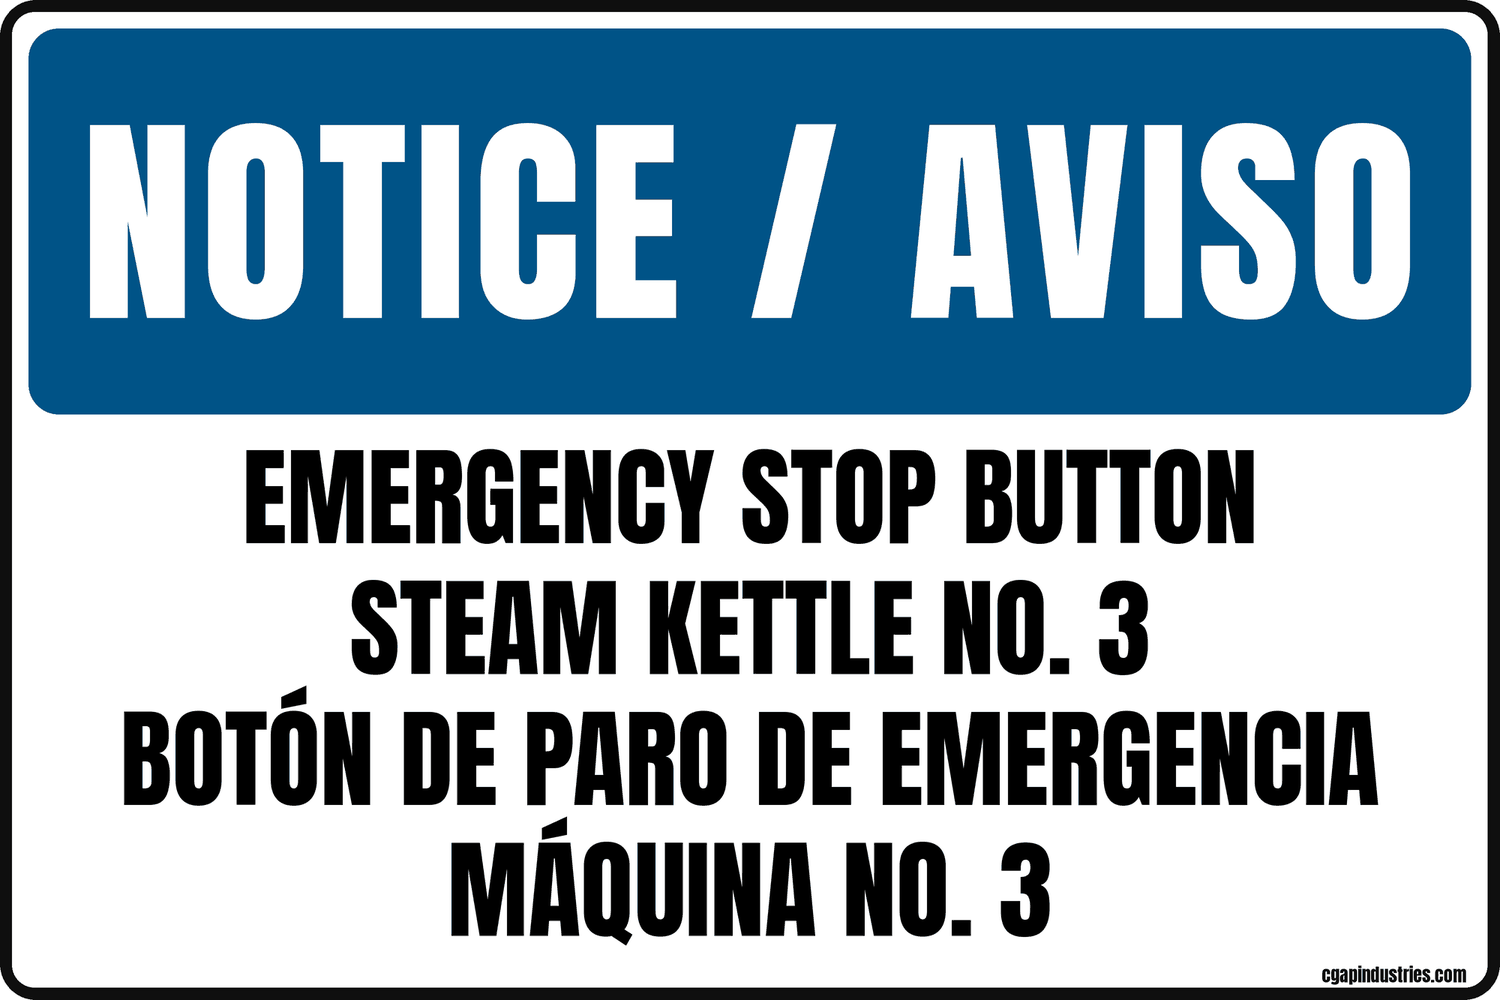 NOTICE / AVISO
EMERGENCY STOP BUTTON
STEAM KETTLE NO. 3
BOTÓN DE PARO DE EMERGENCIA
MÁQUINA NO. 3
cgapindustries.com